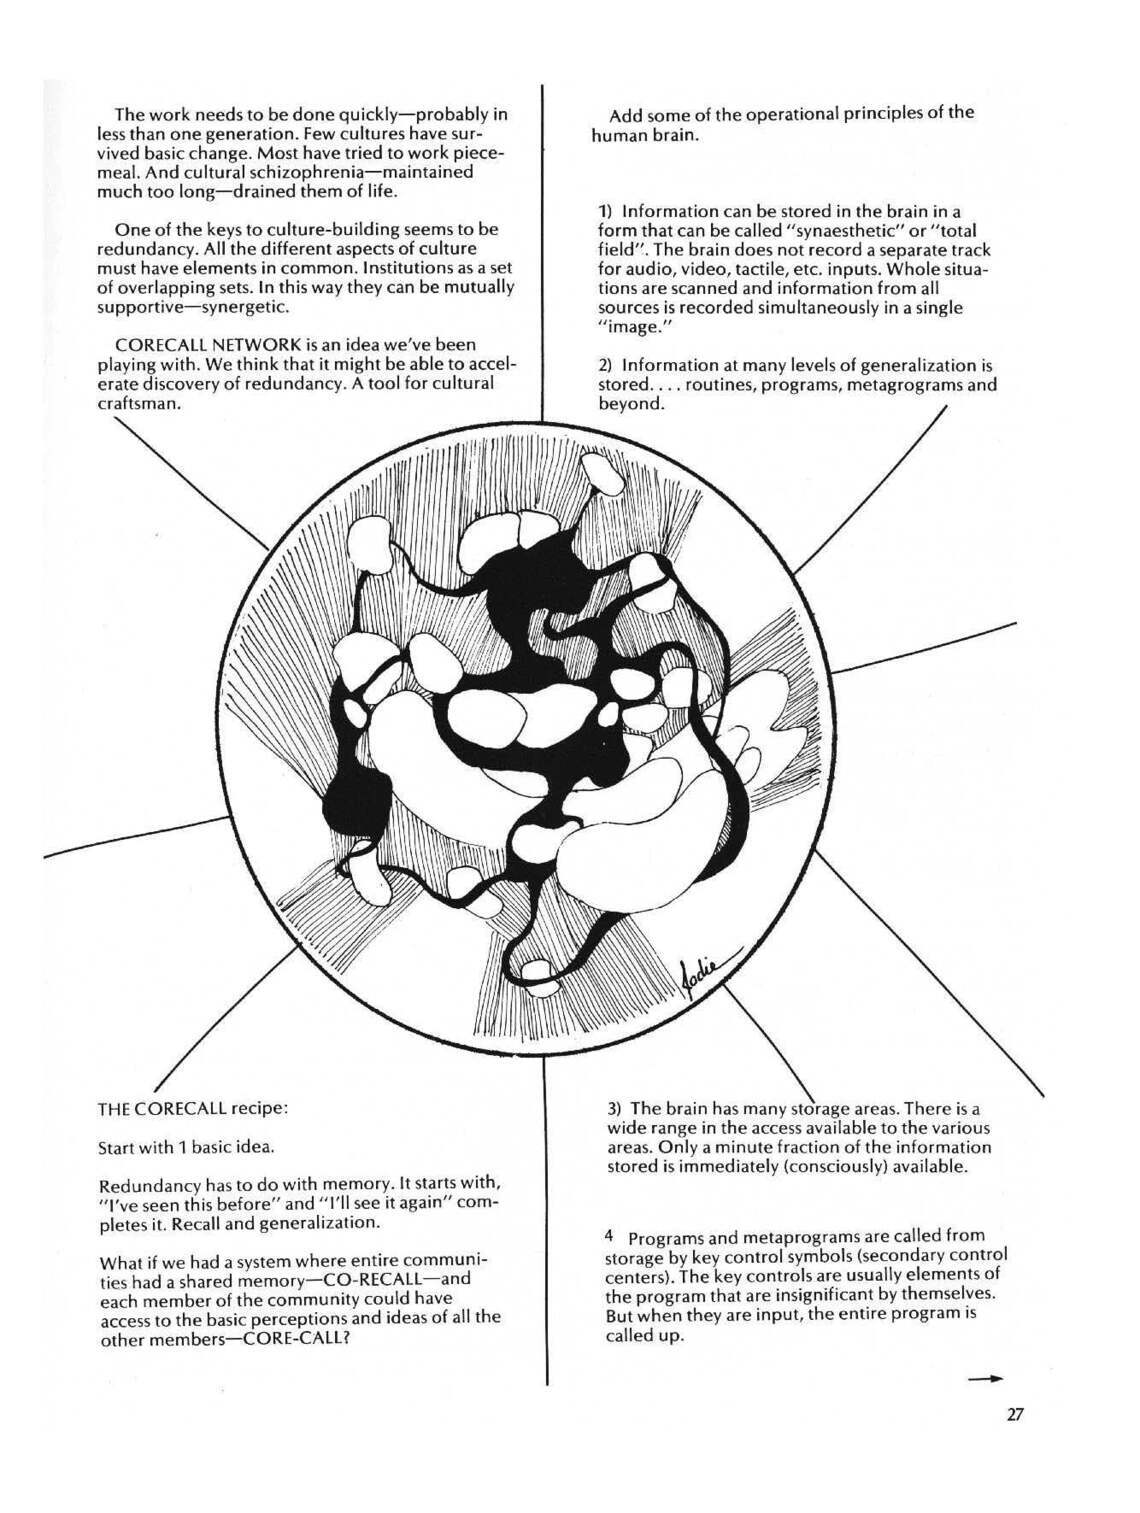 The work needs to be done quickly—probably in
less than one generation. Few cultures have sur-
vived basic change. Most have tried to work piece-
meal. And cultural schizophrenia—maintained
much too long—drained them of life.
One of the keys to culture-building seems to be
redundancy. All the different aspects of culture
must have elements in common. Institutions as a set
of overlapping sets. In this way they can be mutually
supportive—synergetic.
CORECALL NETWORK is an idea we've been
playing with. We think that it might be able to accel-
erate discovery of redundancy. A tool for cultural
craftsman.
Add some of the operational principles of the
human brain.
1) Information can be stored in the brain in a
form that can be called "synaesthetic" or "total
field". The brain does not record a separate track
for audio, video, tactile, etc. inputs. Whole situa-
tions are scanned and information from all
sources is recorded simultaneously in a single
"image."
2) Information at many levels of generalization is
stored. . . . routines, programs, metagrograms and
beyond.
Jodie
THE CORECALL recipe:
Start with 1 basic idea.
Redundancy has to do with memory. It starts with,
"I've seen this before" and "I'll see it again" com-
pletes it. Recall and generalization.
What if we had a system where entire communi-
ties had a shared memory—CO-RECALL—and
each member of the community could have
access to the basic perceptions and ideas of all the
other members—CORE-CALL?
3) The brain has many storage areas. There is a
wide range in the access available to the various
areas. Only a minute fraction of the information
stored is immediately (consciously) available.
4 Programs and metaprograms are called from
storage by key control symbols (secondary control
centers). The key controls are usually elements of
the program that are insignificant by themselves.
But when they are input, the entire program is
called up.
27